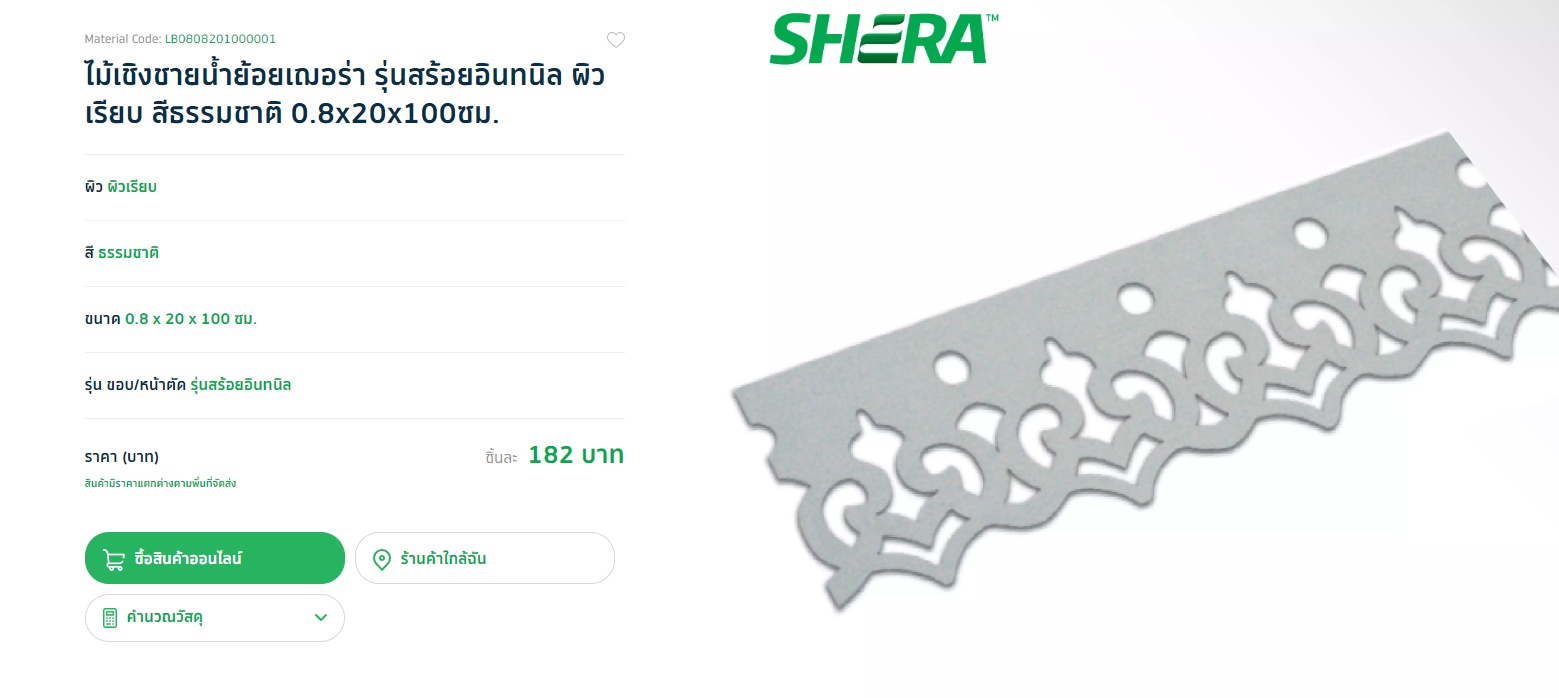 Material Code: LB0808201000001
ไม้เชิงชายน้ำย้อยเฌอร่า รุ่นสร้อยอินทนิล ผิว
เรียบ สีธรรมชาติ 0.8x20x100ซม.
ผิว ผิวเรียบ
สี ธรรมชาติ
ขนาด 0.8 x 20 x 100 ซม.
รุ่น ขอบ/หน้าตัด รุ่นสร้อยอินทนิล
ราคา (บาท) ชิ้นละ 182 บาท
สินค้ามีราคาแตกต่างตามพื้นที่จัดส่ง
ซื้อสินค้าออนไลน์
ร้านค้าใกล้ฉัน
คำนวณวัสดุ
SHERA™